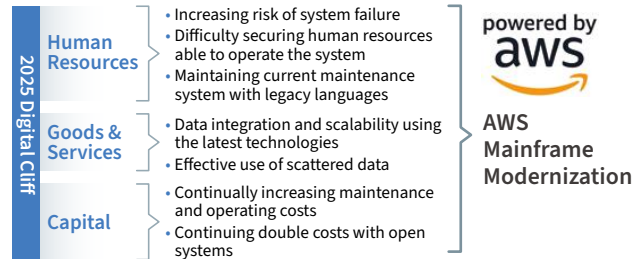 2025 Digital Cliff
Human
Resources
• Increasing risk of system failure
• Difficulty securing human resources
able to operate the system
• Maintaining current maintenance
system with legacy languages
Goods &
Services
• Data integration and scalability using
the latest technologies
• Effective use of scattered data
Capital
• Continually increasing maintenance
and operating costs
• Continuing double costs with open
systems
powered by
aws
AWS
Mainframe
Modernization